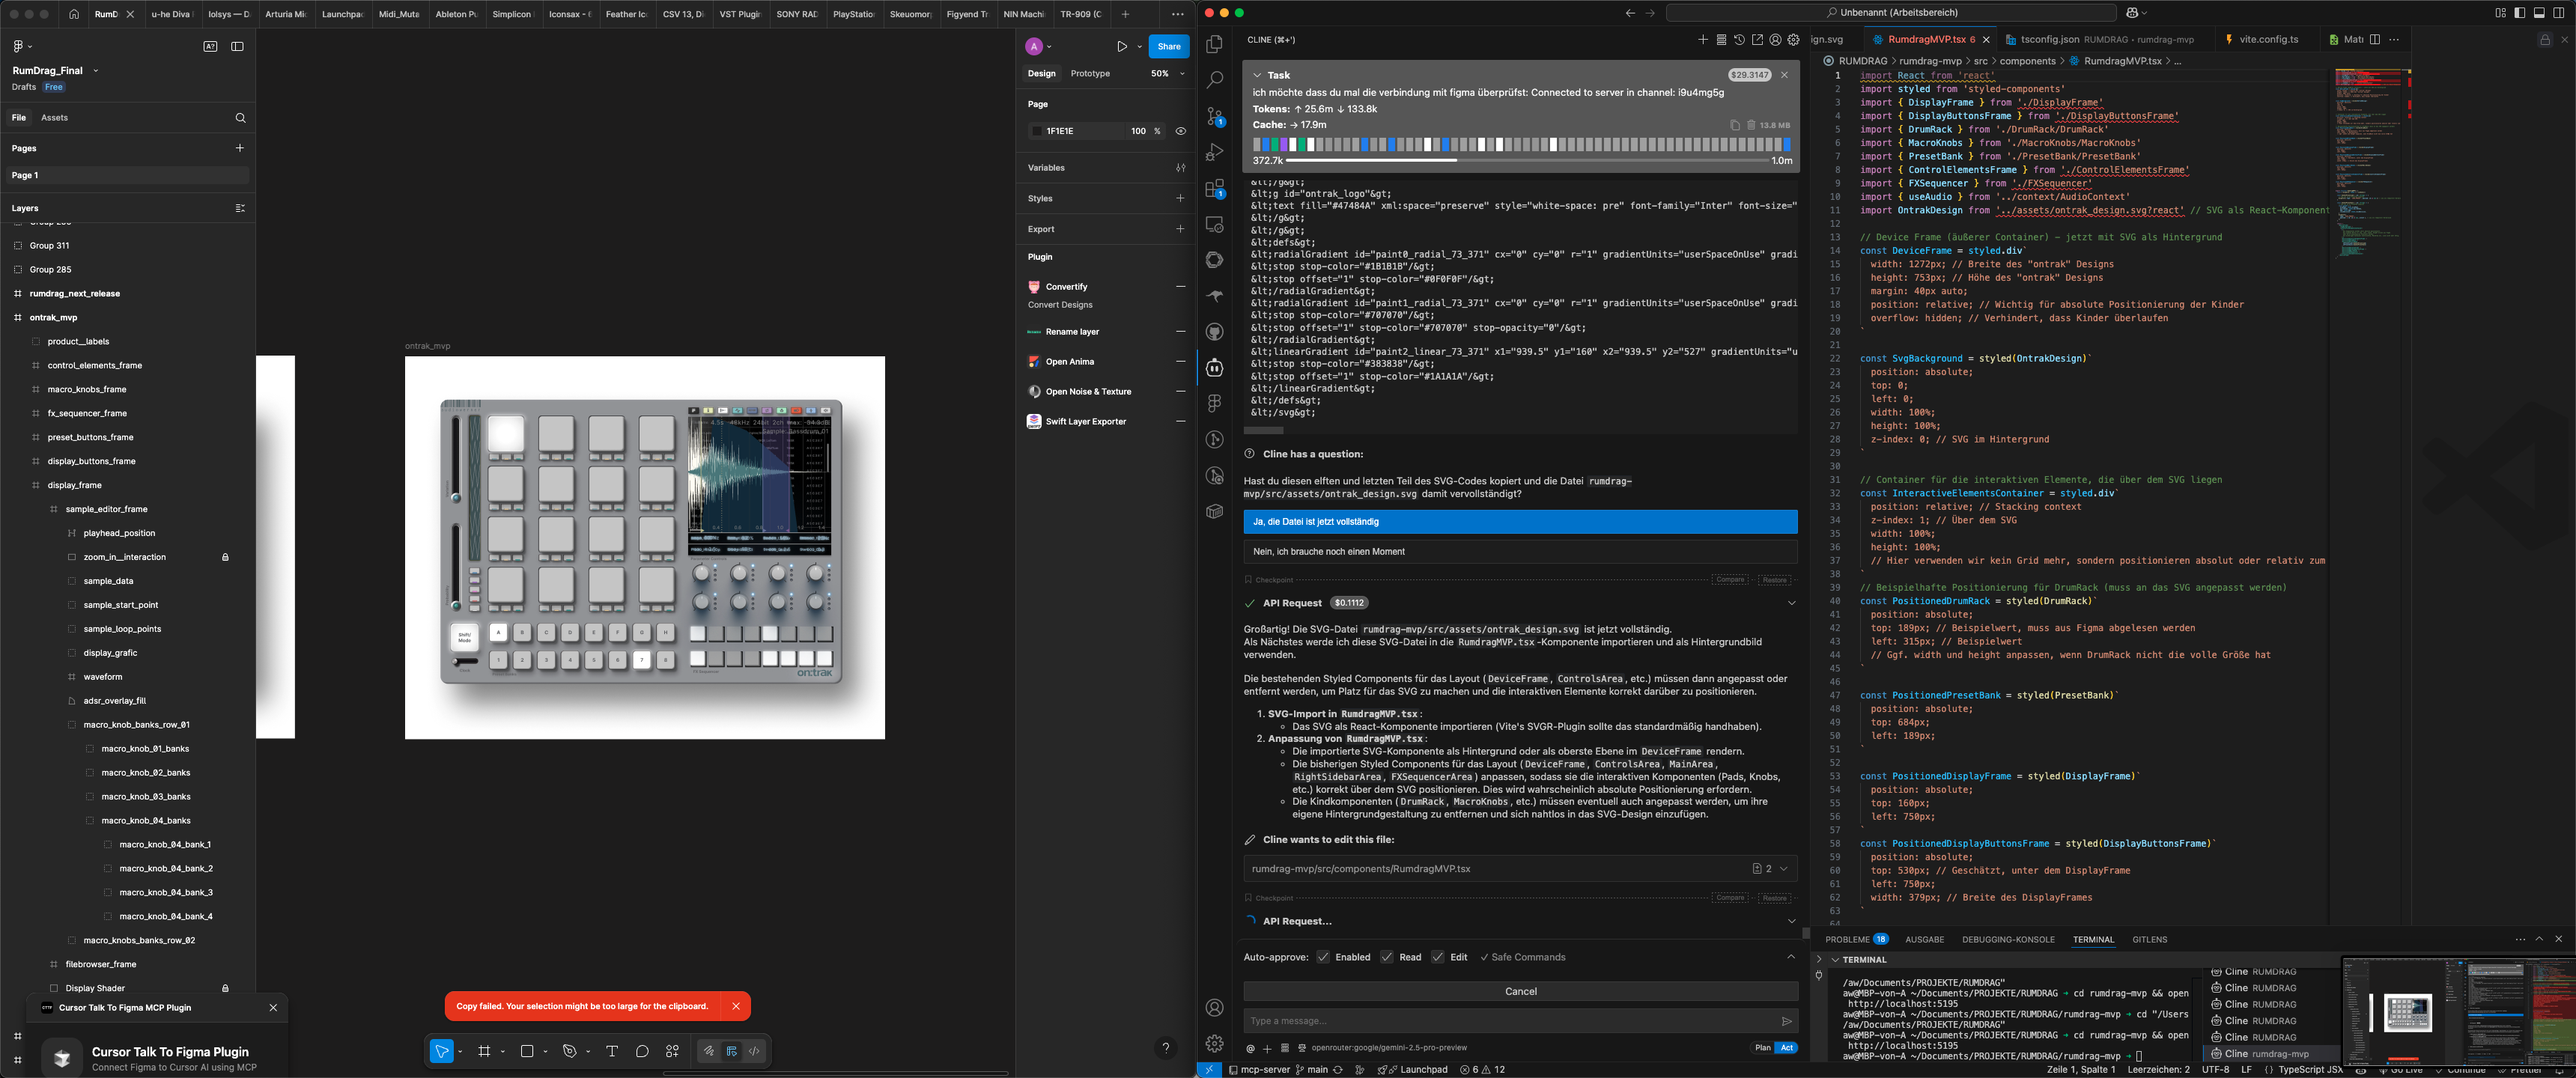 RumD
u-he Diva
lolsys — D
Arturia Mic
Launchpa
Midi_Muta
Ableton Pu
Simplicon
Iconsax - 6
Feather Ic
CSV 13, D
VST Plugin
SONY RAD
PlayStation
Skeuomor
Figyend Tr
NIN Machi
TR-909 (C
RumDrag_Final
Drafts Free
File Assets
Pages
Page 1
Layers
Group 311
Group 285
rumdrag_next_release
ontrak_mvp
product__labels
control_elements_frame
macro_knobs_frame
fx_sequencer_frame
preset_buttons_frame
display_buttons_frame
display_frame
sample_editor_frame
playhead_position
zoom_in__interaction
sample_data
sample_start_point
sample_loop_points
display_grafic
waveform
adsr_overlay_fill
macro_knob_banks_row_01
macro_knob_01_banks
macro_knob_02_banks
macro_knob_03_banks
macro_knob_04_banks
macro_knob_04_bank_1
macro_knob_04_bank_2
macro_knob_04_bank_3
macro_knob_04_bank_4
macro_knobs_banks_row_02
filebrowser_frame
Display Shader
Cursor Talk To Figma MCP Plugin
Cursor Talk To Figma Plugin
Connect Figma to Cursor AI using MCP
ontrak_mvp
Shift/
Mode
A B C D E F G H
1 2 3 4 5 6 7 8
ontrak
Copy failed. Your selection might be too large for the clipboard.
A
Share
Design Prototype 50%
Page
1F1E1E 100 %
Variables
Styles
Export
Plugin
Convertify
Convert Designs
Rename layer
Open Anima
Open Noise & Texture
Swift Layer Exporter
?
Unbenannt (Arbeitsbereich)
CLINE (⌘+')
Task $29.3147
ich möchte dass du mal die verbindung mit figma überprüfst: Connected to server in channel: i9u4mg5g
Tokens: ↑ 25.6m ↓ 133.8k
Cache: → 17.9m 13.8 MB
372.7k 1.0m
&lt;/g&gt;
&lt;g id="ontrak_logo"&gt;
&lt;text fill="#47484A" xml:space="preserve" style="white-space: pre" font-family="Inter" font-size="
&lt;/g&gt;
&lt;/g&gt;
&lt;defs&gt;
&lt;radialGradient id="paint0_radial_73_371" cx="0" cy="0" r="1" gradientUnits="userSpaceOnUse" gradi
&lt;stop stop-color="#1B1B1B"/&gt;
&lt;stop offset="1" stop-color="#0F0F0F"/&gt;
&lt;/radialGradient&gt;
&lt;radialGradient id="paint1_radial_73_371" cx="0" cy="0" r="1" gradientUnits="userSpaceOnUse" gradi
&lt;stop stop-color="#707070"/&gt;
&lt;stop offset="1" stop-color="#707070" stop-opacity="0"/&gt;
&lt;/radialGradient&gt;
&lt;linearGradient id="paint2_linear_73_371" x1="939.5" y1="160" x2="939.5" y2="527" gradientUnits="u
&lt;stop stop-color="#383838"/&gt;
&lt;stop offset="1" stop-color="#1A1A1A"/&gt;
&lt;/linearGradient&gt;
&lt;/defs&gt;
&lt;/svg&gt;
Cline has a question:
Hast du diesen elften und letzten Teil des SVG-Codes kopiert und die Datei rumdrag-
mvp/src/assets/ontrak_design.svg damit vervollständigt?
Ja, die Datei ist jetzt vollständig
Nein, ich brauche noch einen Moment
Checkpoint Compare Restore
API Request $0.1112
Großartig! Die SVG-Datei rumdrag-mvp/src/assets/ontrak_design.svg ist jetzt vollständig.
Als Nächstes werde ich diese SVG-Datei in die RumdragMVP.tsx-Komponente importieren und als Hintergrundbild
verwenden.
Die bestehenden Styled Components für das Layout (DeviceFrame, ControlsArea, etc.) müssen dann angepasst oder
entfernt werden, um Platz für das SVG zu machen und die interaktiven Elemente korrekt darüber zu positionieren.
1. SVG-Import in RumdragMVP.tsx:
Das SVG als React-Komponente importieren (Vite's SVGR-Plugin sollte das standardmäßig handhaben).
2. Anpassung von RumdragMVP.tsx:
Die importierte SVG-Komponente als Hintergrund oder als oberste Ebene im DeviceFrame rendern.
Die bisherigen Styled Components für das Layout (DeviceFrame, ControlsArea, MainArea,
RightSidebarArea, FXSequencerArea) anpassen, sodass sie die interaktiven Komponenten (Pads, Knobs,
etc.) korrekt über dem SVG positionieren. Dies wird wahrscheinlich absolute Positionierung erfordern.
Die Kindkomponenten (DrumRack, MacroKnobs, etc.) müssen eventuell auch angepasst werden, um ihre
eigene Hintergrundgestaltung zu entfernen und sich nahtlos in das SVG-Design einzufügen.
Cline wants to edit this file:
rumdrag-mvp/src/components/RumdragMVP.tsx 2
Checkpoint Compare Restore
API Request...
Auto-approve: Enabled Read Edit ✓ Safe Commands
Cancel
Type a message...
@ + openrouter:google/gemini-2.5-pro-preview Plan Act
ign.svg
RumdragMVP.tsx 6
tsconfig.json RUMDRAG • rumdrag-mvp
vite.config.ts
RUMDRAG > rumdrag-mvp > src > components > RumdragMVP.tsx > ...
1 import React from 'react'
2 import styled from 'styled-components'
3 import { DisplayFrame } from './DisplayFrame'
4 import { DisplayButtonsFrame } from './DisplayButtonsFrame'
5 import { DrumRack } from './DrumRack/DrumRack'
6 import { MacroKnobs } from './MacroKnobs/MacroKnobs'
7 import { PresetBank } from './PresetBank/PresetBank'
8 import { ControlElementsFrame } from './ControlElementsFrame'
9 import { FXSequencer } from './FXSequencer'
10 import { useAudio } from '../context/AudioContext'
11 import OntrakDesign from '../assets/ontrak_design.svg?react' // SVG als React-Komponent
12
13 // Device Frame (äußerer Container) – jetzt mit SVG als Hintergrund
14 const DeviceFrame = styled.div`
15 width: 1272px; // Breite des "ontrak" Designs
16 height: 753px; // Höhe des "ontrak" Designs
17 margin: 40px auto;
18 position: relative; // Wichtig für absolute Positionierung der Kinder
19 overflow: hidden; // Verhindert, dass Kinder überlaufen
20 `
21
22 const SvgBackground = styled(OntrakDesign)`
23 position: absolute;
24 top: 0;
25 left: 0;
26 width: 100%;
27 height: 100%;
28 z-index: 0; // SVG im Hintergrund
29 `
30
31 // Container für die interaktiven Elemente, die über dem SVG liegen
32 const InteractiveElementsContainer = styled.div`
33 position: relative; // Stacking context
34 z-index: 1; // Über dem SVG
35 width: 100%;
36 height: 100%;
37 // Hier verwenden wir kein Grid mehr, sondern positionieren absolut oder relativ zum
38 `
39 // Beispielhafte Positionierung für DrumRack (muss an das SVG angepasst werden)
40 const PositionedDrumRack = styled(DrumRack)`
41 position: absolute;
42 top: 189px; // Beispielwert, muss aus Figma abgelesen werden
43 left: 315px; // Beispielwert
44 // Ggf. width und height anpassen, wenn DrumRack nicht die volle Größe hat
45 `
46
47 const PositionedPresetBank = styled(PresetBank)`
48 position: absolute;
49 top: 684px;
50 left: 189px;
51 `
52
53 const PositionedDisplayFrame = styled(DisplayFrame)`
54 position: absolute;
55 top: 160px;
56 left: 750px;
57 `
58 const PositionedDisplayButtonsFrame = styled(DisplayButtonsFrame)`
59 position: absolute;
60 top: 530px; // Geschätzt, unter dem DisplayFrame
61 left: 750px;
62 width: 379px; // Breite des DisplayFrames
63 `
64
PROBLEME 18 AUSGABE DEBUGGING-KONSOLE TERMINAL GITLENS
TERMINAL
/aw/Documents/PROJEKTE/RUMDRAG"
aw@MBP-von-A ~/Documents/PROJEKTE/RUMDRAG → cd rumdrag-mvp && open
http://localhost:5195
aw@MBP-von-A ~/Documents/PROJEKTE/RUMDRAG/rumdrag-mvp → cd "/Users
/aw/Documents/PROJEKTE/RUMDRAG"
aw@MBP-von-A ~/Documents/PROJEKTE/RUMDRAG → cd rumdrag-mvp && open
http://localhost:5195
aw@MBP-von-A ~/Documents/PROJEKTE/RUMDRAG/rumdrag-mvp →
Cline RUMDRAG
Cline RUMDRAG
Cline RUMDRAG
Cline RUMDRAG
Cline RUMDRAG
Cline rumdrag-mvp
mcp-server main Launchpad 6 12
Zeile 1, Spalte 1 Leerzeichen: 2 UTF-8 LF {} TypeScript JSX Go Live Continue Prettier